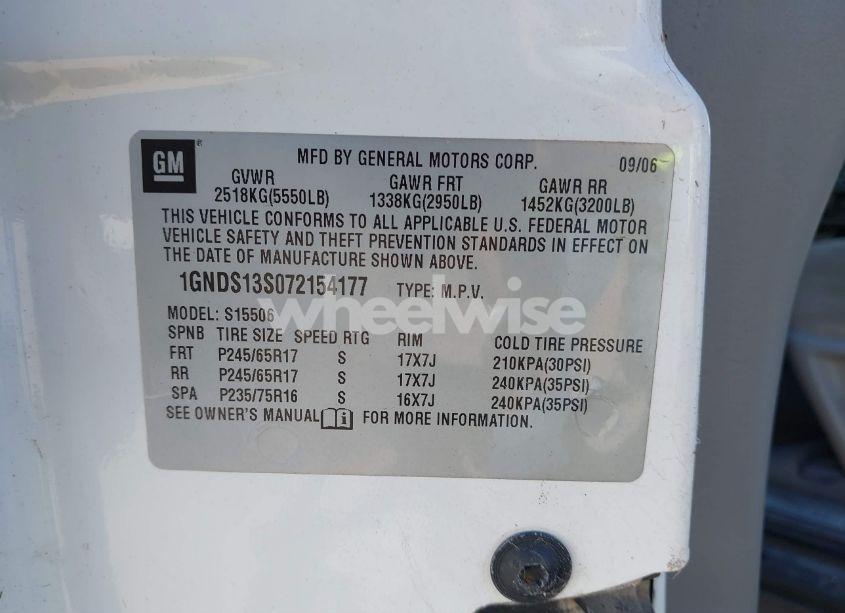 GM ® MFD BY GENERAL MOTORS CORP. 09/06
GVWR GAWR FRT GAWR RR
2518KG(5550LB) 1338KG(2950LB) 1452KG(3200LB)
THIS VEHICLE CONFORMS TO ALL APPLICABLE U.S. FEDERAL MOTOR
VEHICLE SAFETY AND THEFT PREVENTION STANDARDS IN EFFECT ON
THE DATE OF MANUFACTURE SHOWN ABOVE.
1GNDS13S072154177 TYPE: M.P.V.
wheelwise
MODEL: S15506
SPNB TIRE SIZE SPEED RTG RIM COLD TIRE PRESSURE
FRT P245/65R17 S 17X7J 210KPA(30PSI)
RR P245/65R17 S 17X7J 240KPA(35PSI)
SPA P235/75R16 S 16X7J 240KPA(35PSI)
SEE OWNER'S MANUAL i FOR MORE INFORMATION.